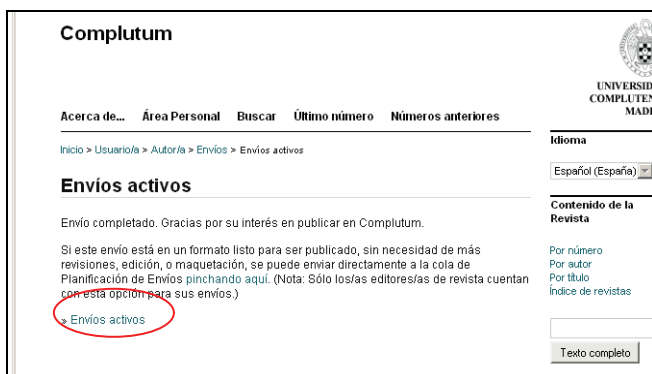 Complutum
UNIVERSID
COMPLUTEN
MADI
Acerca de... Área Personal Buscar Último número Números anteriores
Inicio > Usuario/a > Autor/a > Envíos > Envíos activos
Envíos activos
Envío completado. Gracias por su interés en publicar en Complutum.
Si este envío está en un formato listo para ser publicado, sin necesidad de más
revisiones, edición, o maquetación, se puede enviar directamente a la cola de
Planificación de Envíos pinchando aquí. (Nota: Sólo los/as editores/as de revista cuentan
con esta opción para sus envíos.)
» Envíos activos
Idioma
Español (España)
Contenido de la
Revista
Por número
Por autor
Por título
Índice de revistas
Texto completo